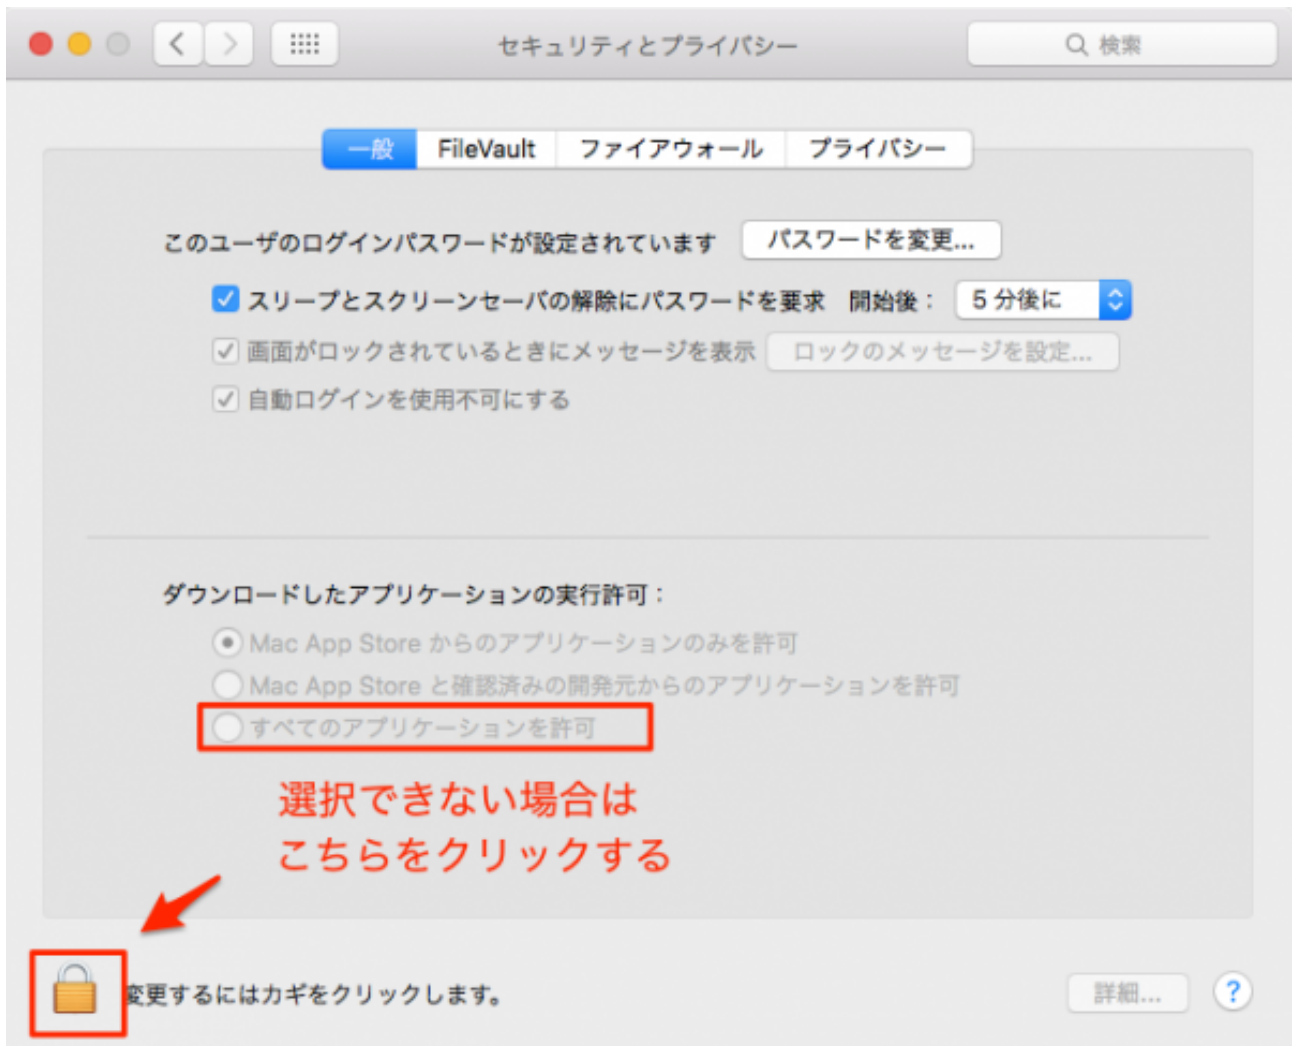 セキュリティとプライバシー
検索
一般 FileVault ファイアウォール プライバシー
このユーザのログインパスワードが設定されています パスワードを変更...
スリープとスクリーンセーバの解除にパスワードを要求 開始後： 5 分後に
画面がロックされているときにメッセージを表示 ロックのメッセージを設定...
自動ログインを使用不可にする
ダウンロードしたアプリケーションの実行許可：
Mac App Store からのアプリケーションのみを許可
Mac App Store と確認済みの開発元からのアプリケーションを許可
すべてのアプリケーションを許可
選択できない場合は
こちらをクリックする
変更するにはカギをクリックします。
詳細... ?